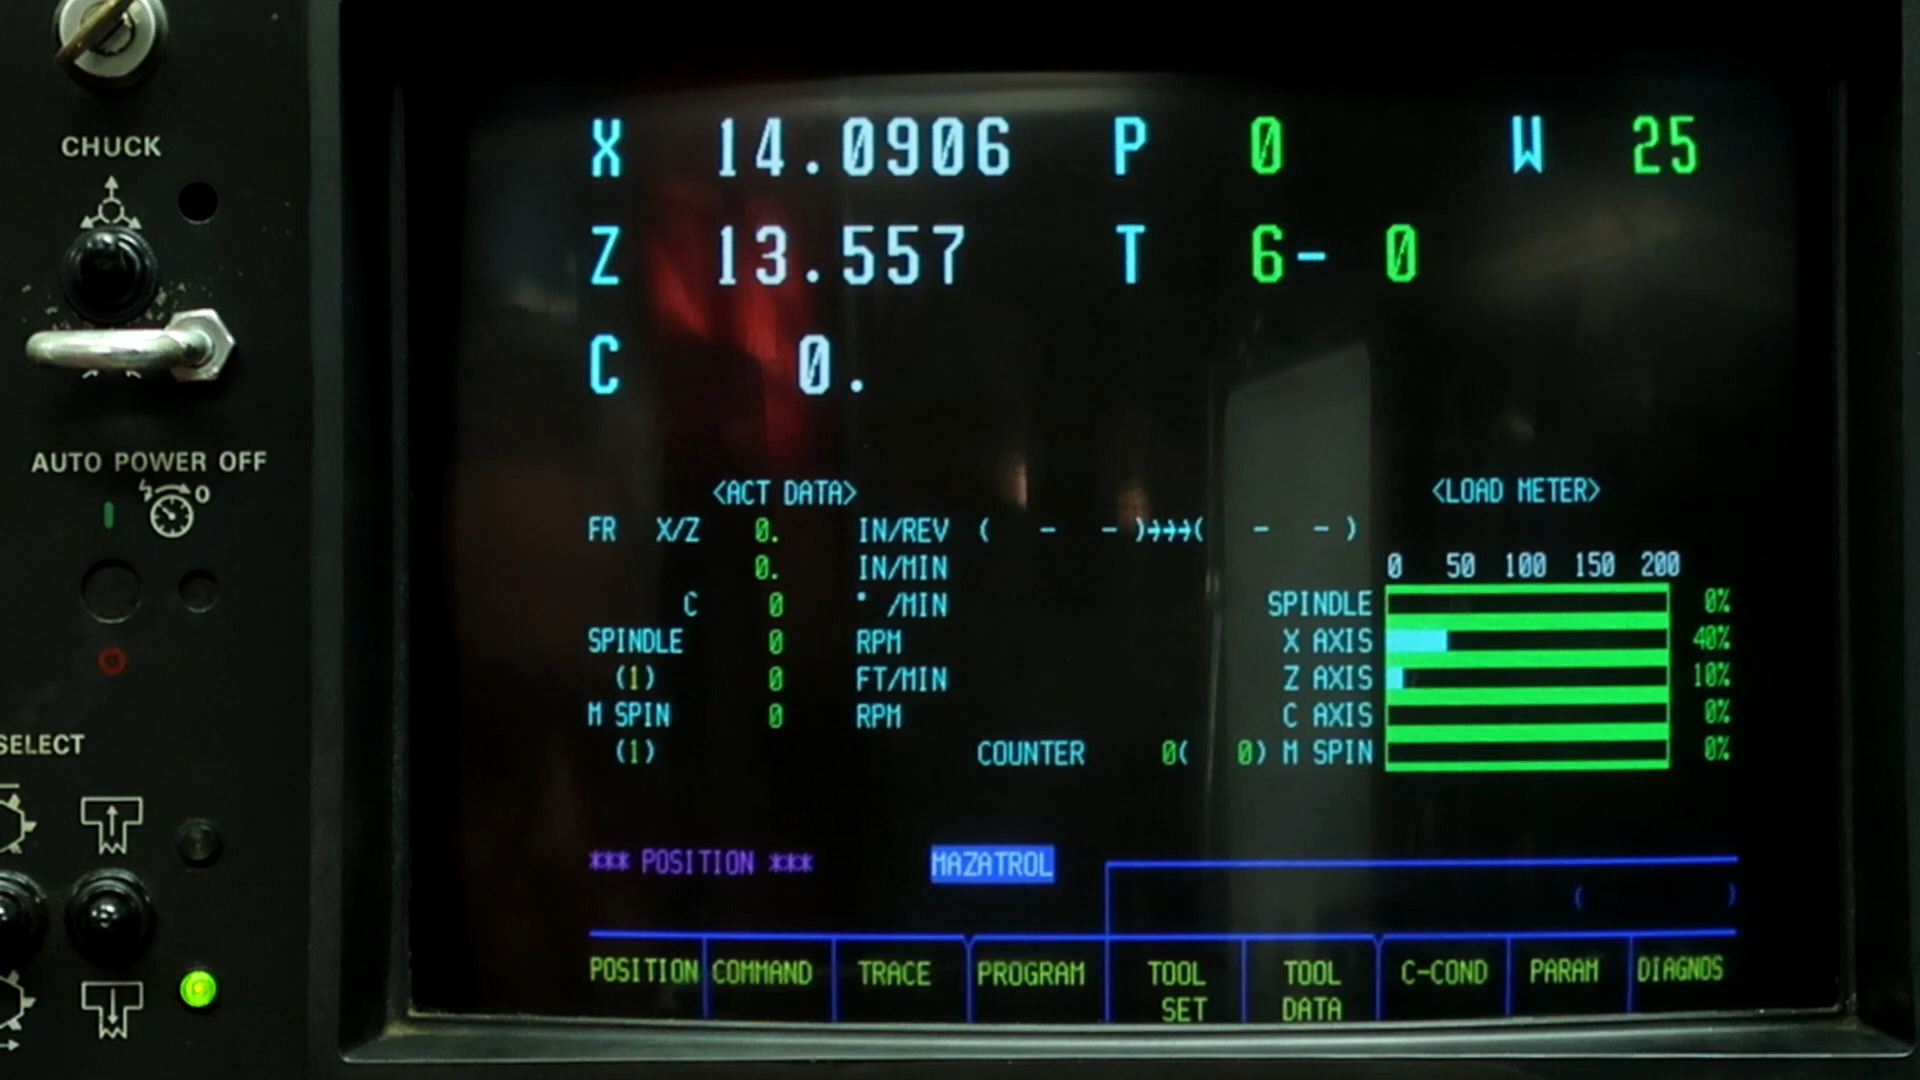 CHUCK
AUTO POWER OFF
0
SELECT
X 14.0906 P 0 W 25
Z 13.557 T 6- 0
C 0.
<ACT DATA> <LOAD METER>
FR X/Z 0. IN/REV ( - - )→→→( - - )
0. IN/MIN 0 50 100 150 200
C 0 ° /MIN SPINDLE 0%
SPINDLE 0 RPM X AXIS 40%
(1) 0 FT/MIN Z AXIS 10%
M SPIN 0 RPM C AXIS 0%
(1) COUNTER 0( 0) M SPIN 0%
*** POSITION *** MAZATROL
( )
POSITION COMMAND TRACE PROGRAM TOOL SET TOOL DATA C-COND PARAM DIAGNOS